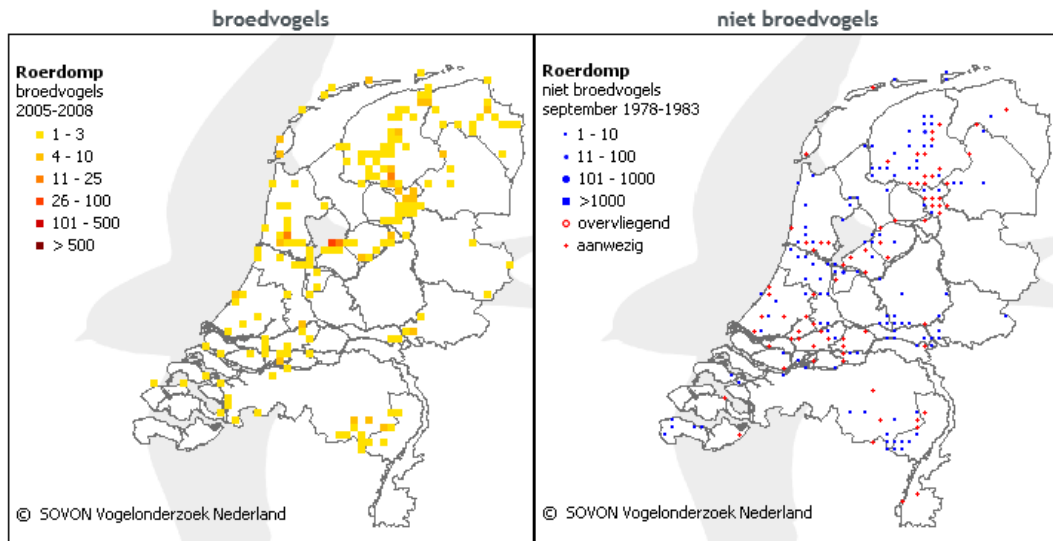 broedvogels
Roerdomp
broedvogels
2005-2008
1 - 3
4 - 10
11 - 25
26 - 100
101 - 500
> 500
© SOVON Vogelonderzoek Nederland
niet broedvogels
Roerdomp
niet broedvogels
september 1978-1983
1 - 10
11 - 100
101 - 1000
>1000
overvliegend
aanwezig
© SOVON Vogelonderzoek Nederland